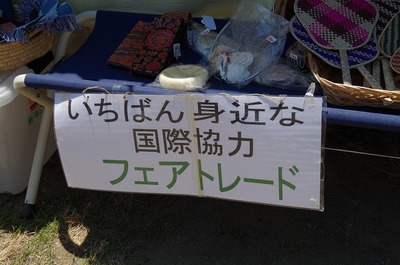 いちばん身近な
国際協力
フェアトレード